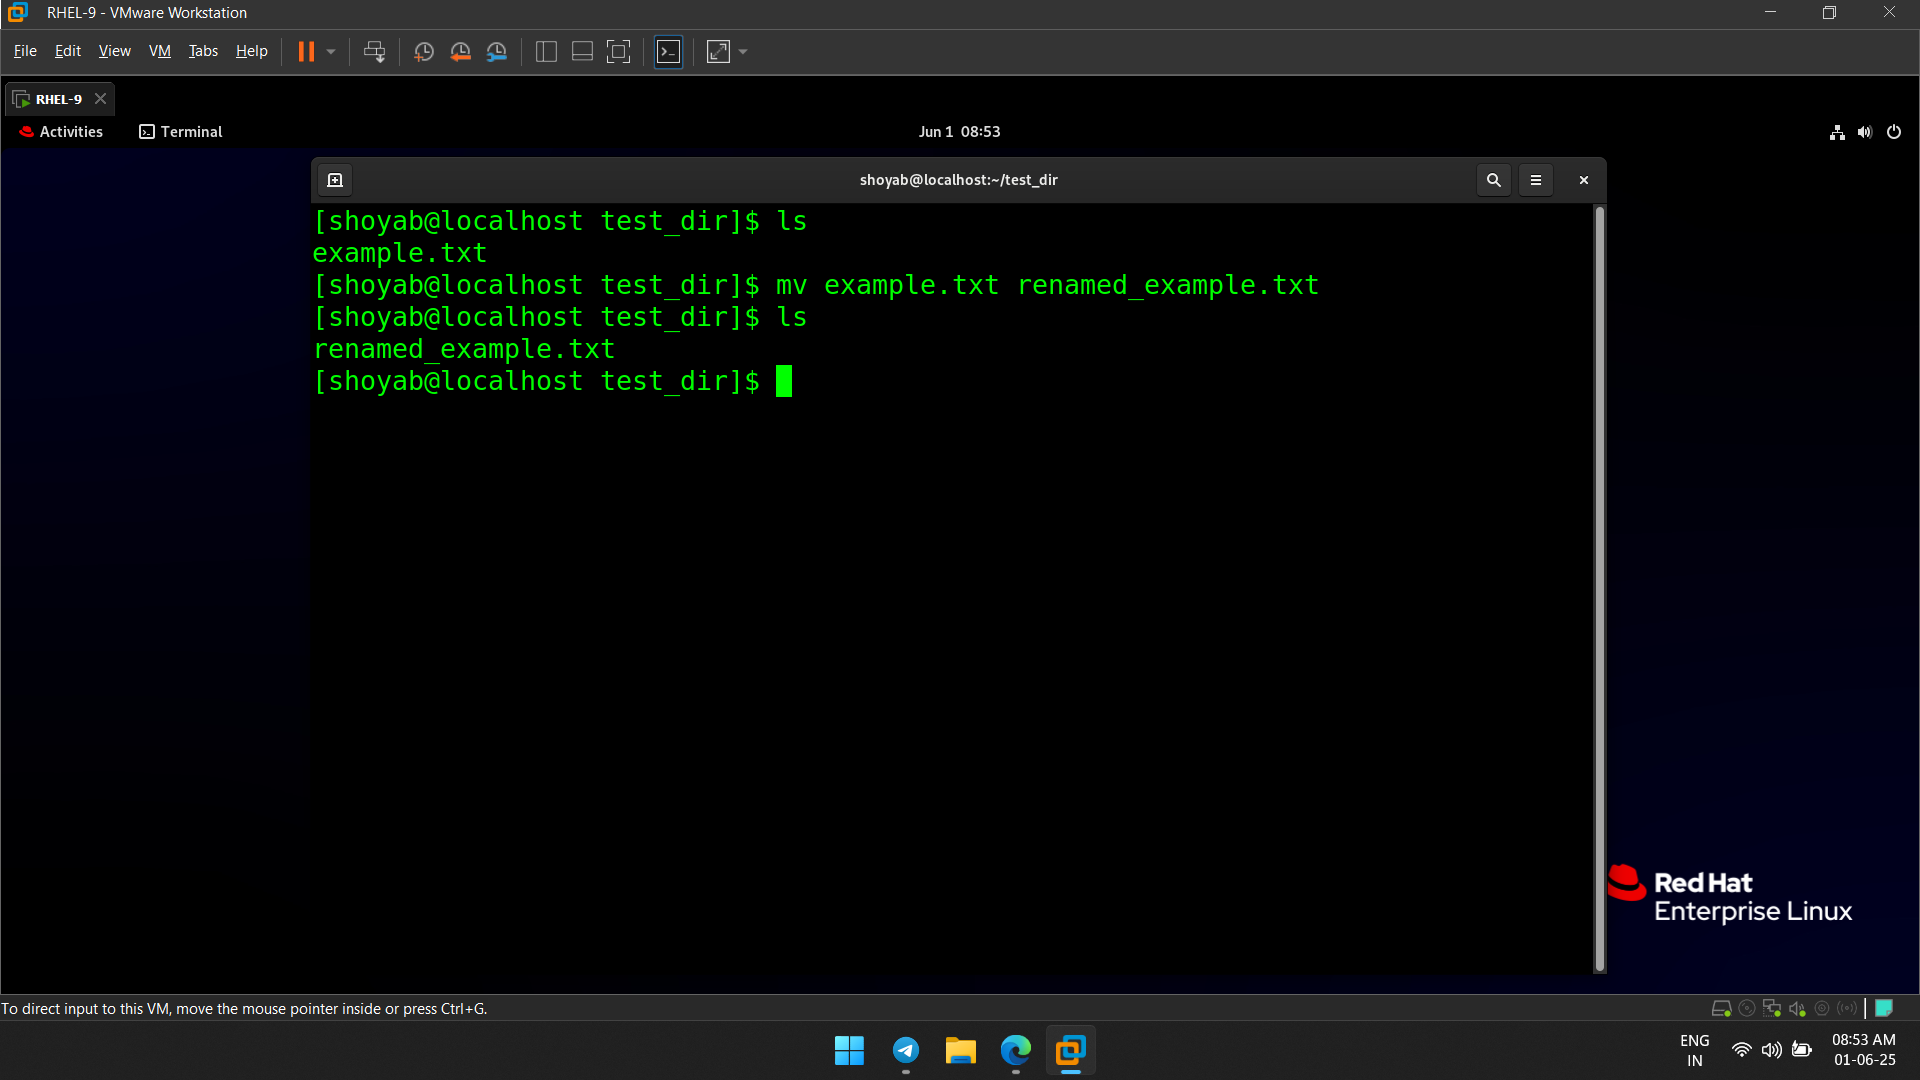 RHEL-9 - VMware Workstation
File Edit View VM Tabs Help
RHEL-9
Activities Terminal Jun 1 08:53
shoyab@localhost:~/test_dir
[shoyab@localhost test_dir]$ ls
example.txt
[shoyab@localhost test_dir]$ mv example.txt renamed_example.txt
[shoyab@localhost test_dir]$ ls
renamed_example.txt
[shoyab@localhost test_dir]$
Red Hat
Enterprise Linux
To direct input to this VM, move the mouse pointer inside or press Ctrl+G.
ENG
IN
08:53 AM
01-06-25